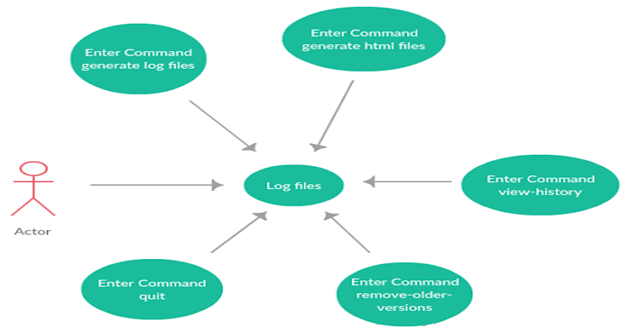 Enter Command
generate log files
Enter Command
generate html files
Log files
Enter Command
view-history
Actor
Enter Command
quit
Enter Command
remove-older-
versions